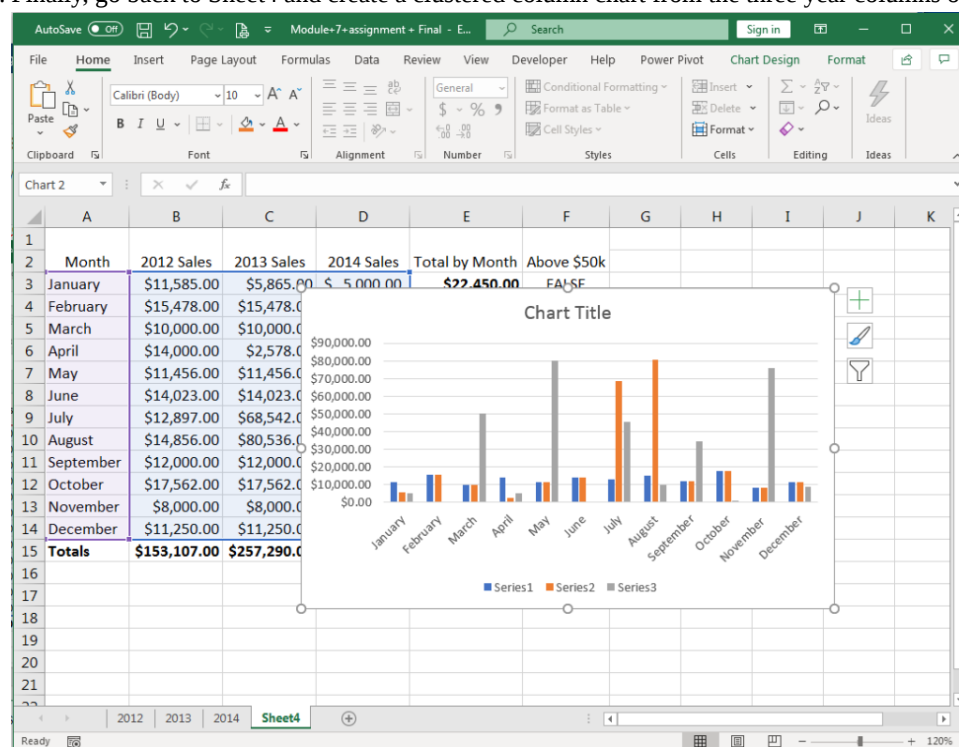 . Finally, go back to Sheet4 and create a clustered column chart from the three year columns o
AutoSave Off Module+7+assignment + Final - E... Search Sign in
File Home Insert Page Layout Formulas Data Review View Developer Help Power Pivot Chart Design Format
Paste Calibri (Body) 10 A A General Conditional Formatting Insert
B I U A $ % 9 Format as Table Delete Ideas
Cell Styles Format
Clipboard Font Alignment Number Styles Cells Editing Ideas
Chart 2 fx
A B C D E F G H I J K
1
2 Month 2012 Sales 2013 Sales 2014 Sales Total by Month Above $50k
3 January $11,585.00 $5,865.00 $ 5,000.00 $22,450.00 FALSE
4 February $15,478.00 $15,478.0
5 March $10,000.00 $10,000.0
6 April $14,000.00 $2,578.0
7 May $11,456.00 $11,456.0
8 June $14,023.00 $14,023.0
9 July $12,897.00 $68,542.0
10 August $14,856.00 $80,536.0
11 September $12,000.00 $12,000.0
12 October $17,562.00 $17,562.0
13 November $8,000.00 $8,000.0
14 December $11,250.00 $11,250.0
15 Totals $153,107.00 $257,290.0
16
17
18
19
20
21
Chart Title
$90,000.00
$80,000.00
$70,000.00
$60,000.00
$50,000.00
$40,000.00
$30,000.00
$20,000.00
$10,000.00
$0.00
January February March April May June July August September October November December
Series1 Series2 Series3
2012 2013 2014 Sheet4
Ready 120%